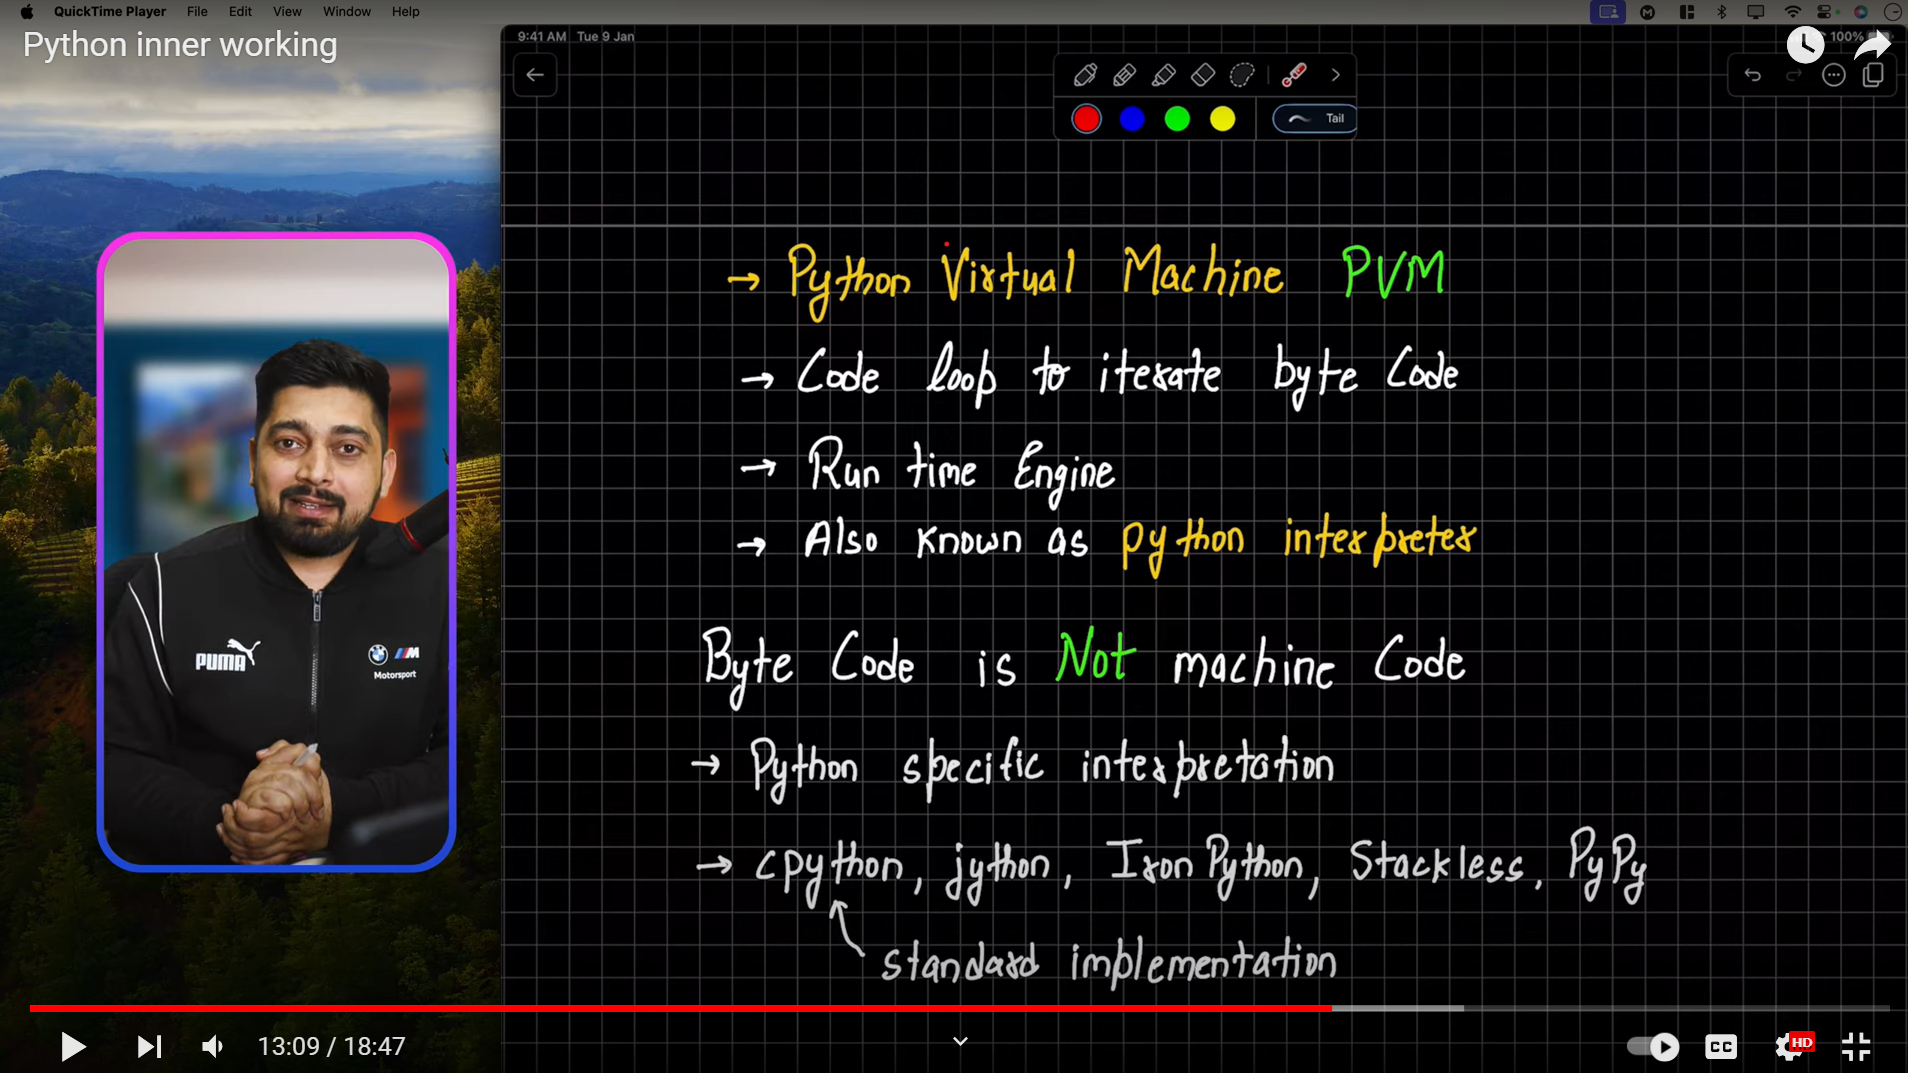 QuickTime Player File Edit View Window Help
Python inner working
9:41 AM Tue 9 Jan
100%
Tail
→ Python Virtual Machine PVM
→ Code loop to iterate byte Code
→ Run time Engine
→ Also known as python interpreter
Byte Code is Not machine Code
→ Python specific interpretation
→ cpython, jython, Iron Python, Stackless, PyPy
standard implementation
PUMA
M
Motorsport
13:09 / 18:47
CC
HD